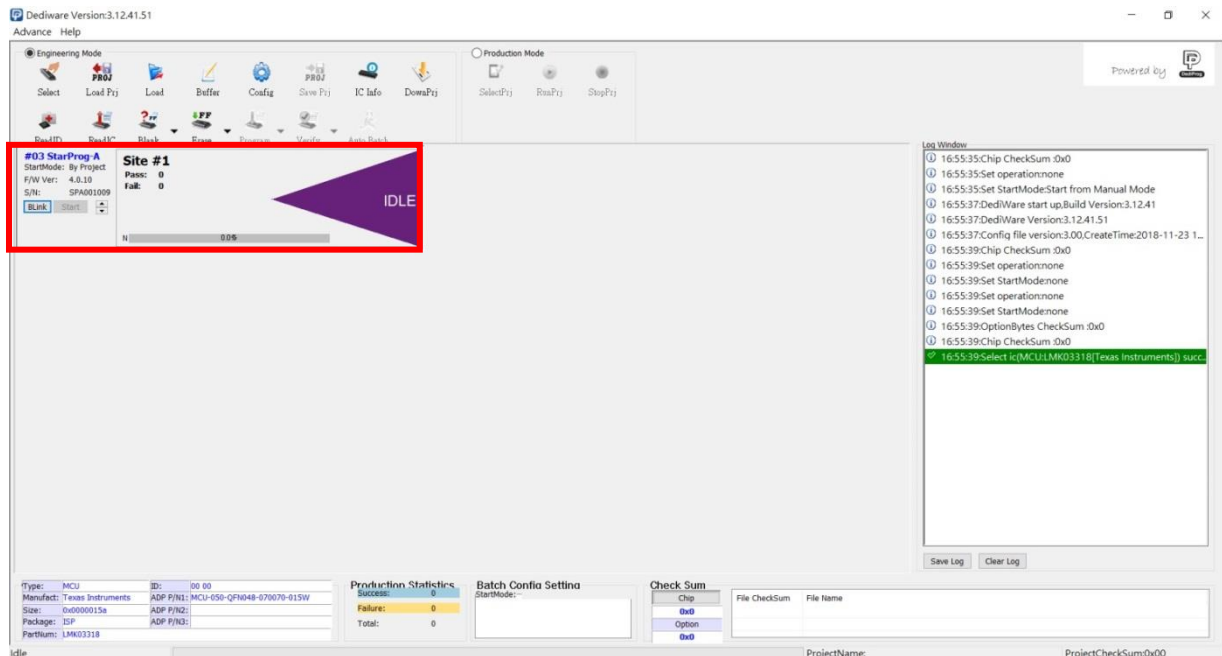 Dediware Version:3.12.41.51
Advance Help
Engineering Mode
Select Load Prj Load Buffer Config Save Prj IC Info DownPrj
ReadID ReadIC Blank Erase Program Verify Auto Batch
Production Mode
SelectPrj RunPrj StopPrj
Powered by DediProg
#03 StarProg-A
StartMode: By Project
F/W Ver: 4.0.10
S/N: SPA001009
BLink Start
Site #1
Pass: 0
Fail: 0
IDLE
N 0.0%
Log Window
16:55:35:Chip CheckSum :0x0
16:55:35:Set operation:none
16:55:35:Set StartMode:Start from Manual Mode
16:55:37:DediWare start up,Build Version:3.12.41
16:55:37:DediWare Version:3.12.41.51
16:55:37:Config file version:3.00,CreateTime:2018-11-23 1...
16:55:39:Chip CheckSum :0x0
16:55:39:Set operation:none
16:55:39:Set StartMode:none
16:55:39:Set operation:none
16:55:39:Set StartMode:none
16:55:39:OptionBytes CheckSum :0x0
16:55:39:Chip CheckSum :0x0
16:55:39:Select ic(MCU:LMK03318[Texas Instruments]) succ...
Save Log Clear Log
Type: MCU ID: 00 00
Manufact: Texas Instruments ADP P/N1: MCU-050-QFN048-070070-015W
Size: 0x0000015a ADP P/N2:
Package: ISP ADP P/N3:
PartNum: LMK03318
Production Statistics
Success: 0
Failure: 0
Total: 0
Batch Config Setting
StartMode:--
Check Sum
Chip
0x0
Option
0x0
File CheckSum File Name
Idle ProjectName: ProjectCheckSum:0x00